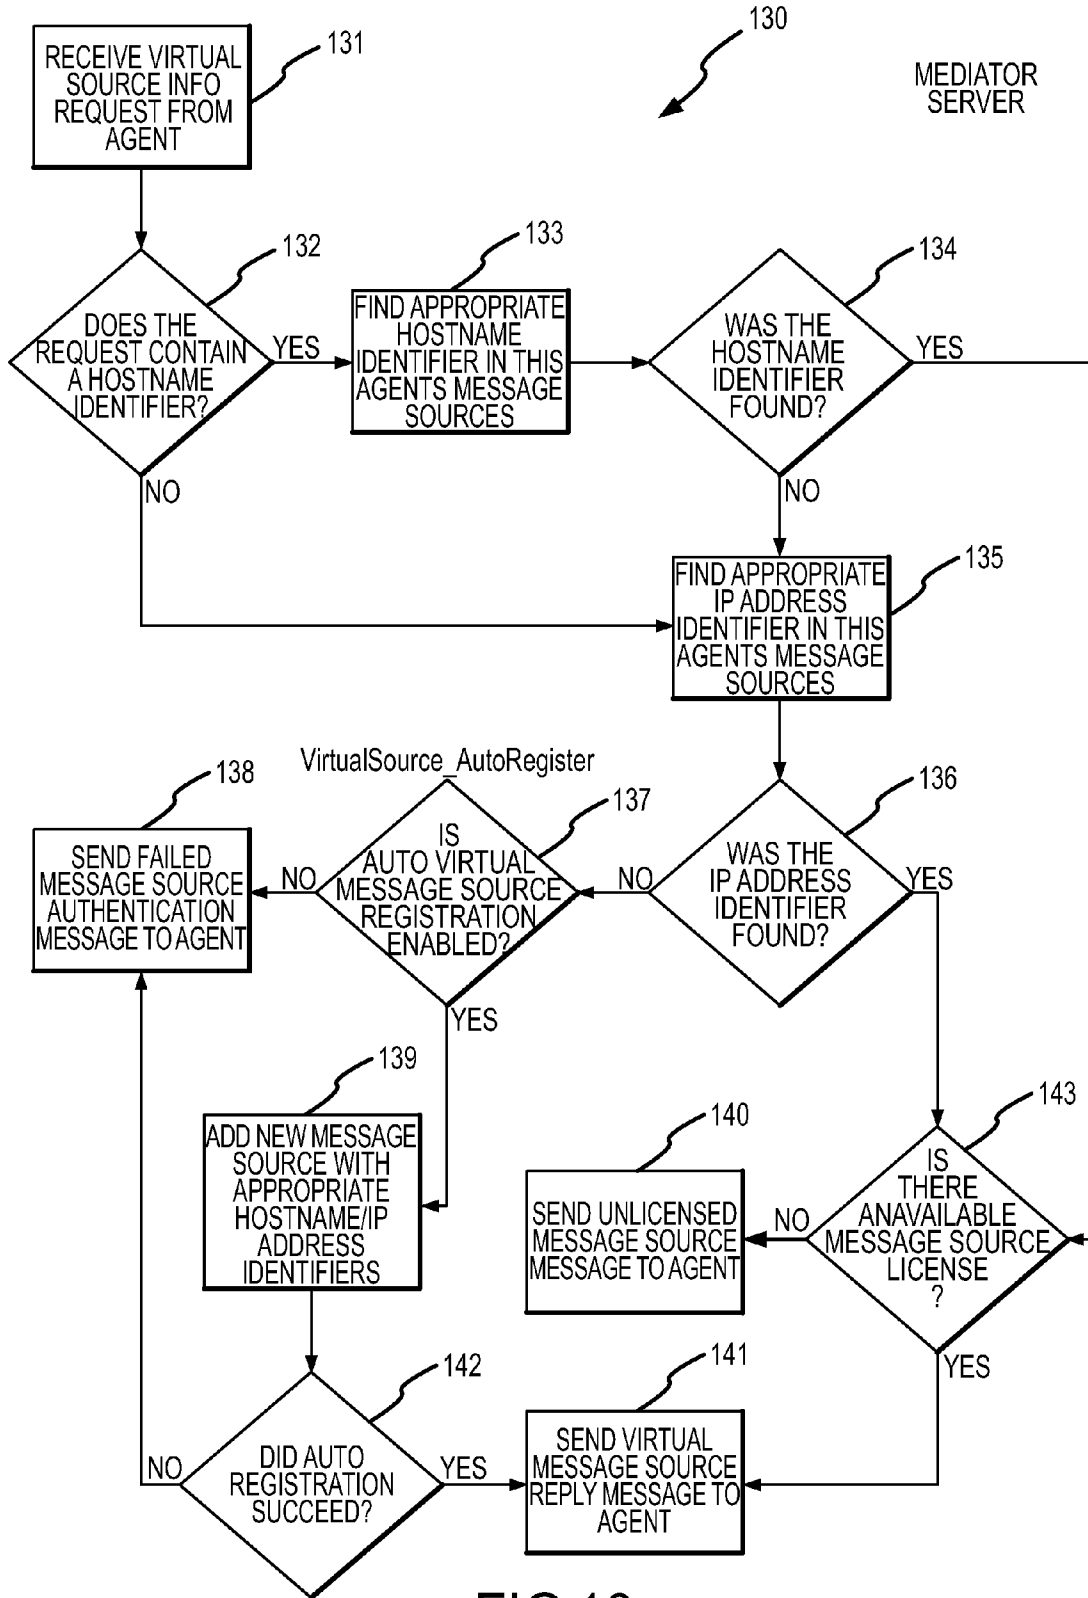 130
131
RECEIVE VIRTUAL
SOURCE INFO
REQUEST FROM
AGENT
MEDIATOR
SERVER
132
133
134
DOES THE
REQUEST CONTAIN
A HOSTNAME
IDENTIFIER?
YES
FIND APPROPRIATE
HOSTNAME
IDENTIFIER IN THIS
AGENTS MESSAGE
SOURCES
WAS THE
HOSTNAME
IDENTIFIER
FOUND?
YES
NO
NO
135
FIND APPROPRIATE
IP ADDRESS
IDENTIFIER IN THIS
AGENTS MESSAGE
SOURCES
VirtualSource_AutoRegister
138
137
136
SEND FAILED
MESSAGE SOURCE
AUTHENTICATION
MESSAGE TO AGENT
NO
IS
AUTO VIRTUAL
MESSAGE SOURCE
REGISTRATION
ENABLED?
NO
WAS THE
IP ADDRESS
IDENTIFIER
FOUND?
YES
YES
139
140
143
ADD NEW MESSAGE
SOURCE WITH
APPROPRIATE
HOSTNAME/IP
ADDRESS
IDENTIFIERS
SEND UNLICENSED
MESSAGE SOURCE
MESSAGE TO AGENT
NO
IS
THERE
ANAVAILABLE
MESSAGE SOURCE
LICENSE
?
YES
142
141
NO
DID AUTO
REGISTRATION
SUCCEED?
YES
SEND VIRTUAL
MESSAGE SOURCE
REPLY MESSAGE TO
AGENT